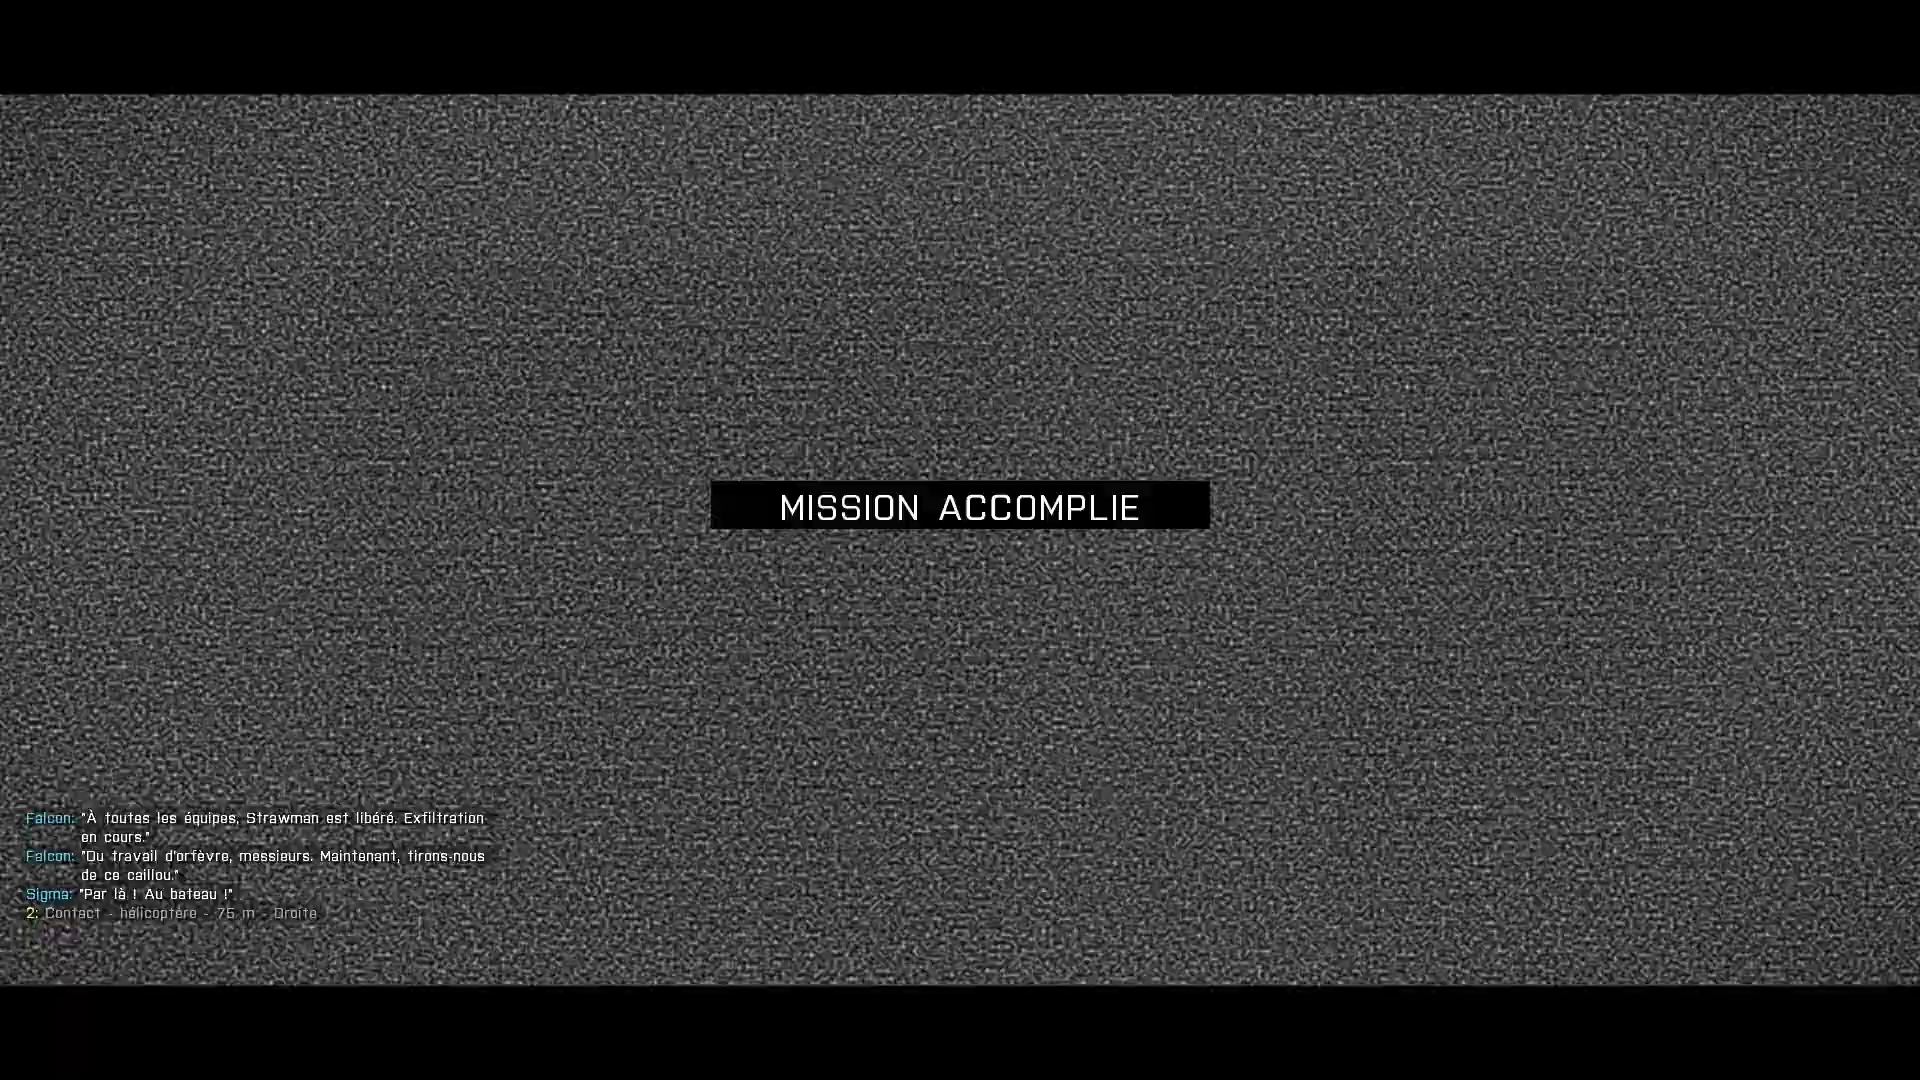 MISSION ACCOMPLIE
Falcon: "À toutes les équipes, Strawman est libéré. Exfiltration
en cours."
Falcon: "Du travail d'orfèvre, messieurs. Maintenant, tirons-nous
de ce caillou."
Sigma: "Par là ! Au bateau !"
2: Contact - hélicoptère - 75 m - Droite